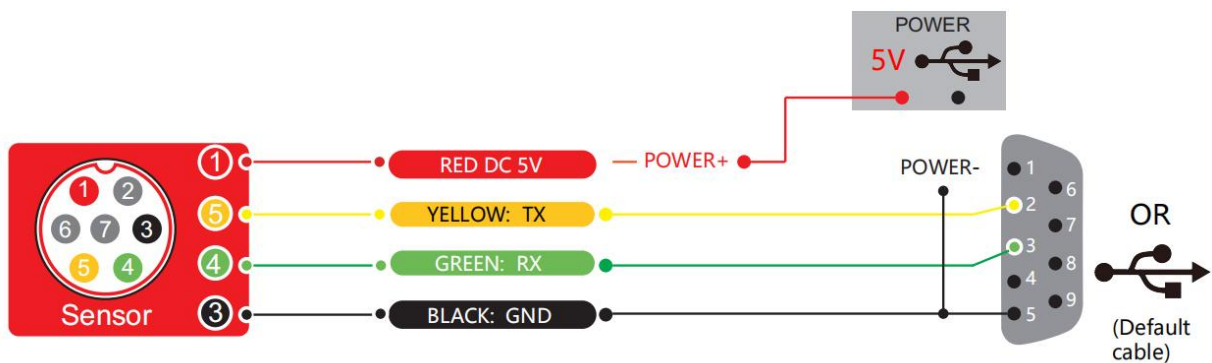 POWER
5V
1 RED DC 5V POWER+
POWER-
5 YELLOW: TX
4 GREEN: RX
3 BLACK: GND
1 2
6 7 3
5 4
Sensor
1
6
2
7
3
8
4
9
5
OR
(Default
cable)